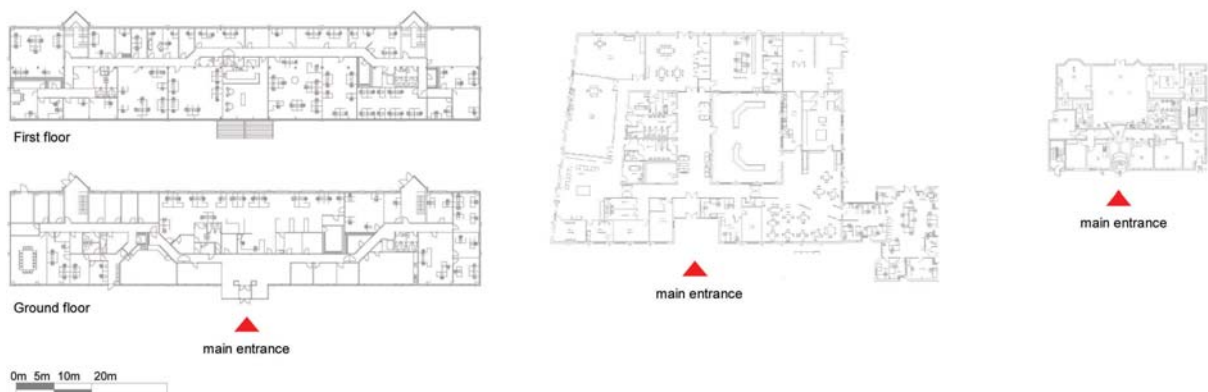 First floor
Ground floor
main entrance
main entrance
main entrance
0m 5m 10m 20m